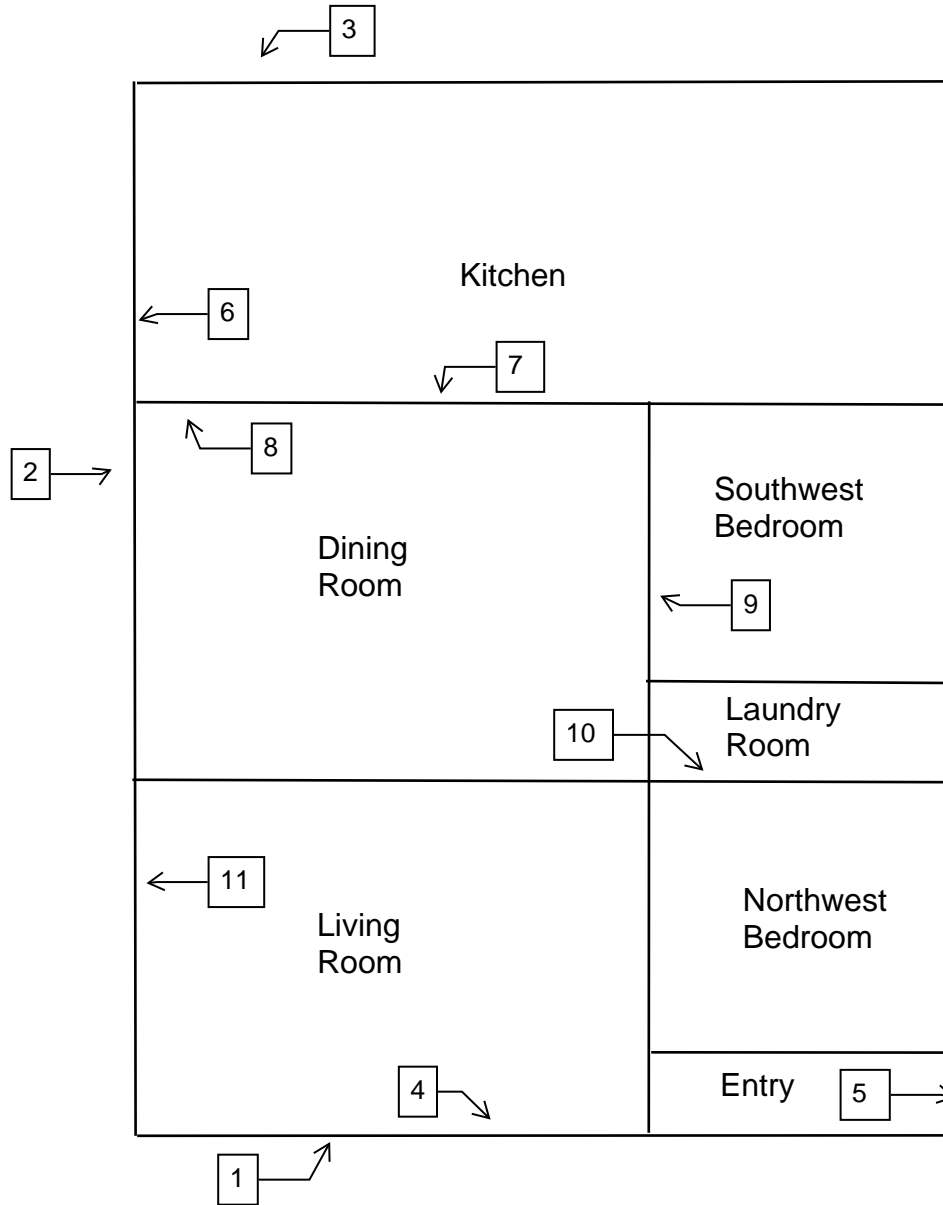 3
Kitchen
6
7
8
2
Southwest
Bedroom
Dining
Room
9
Laundry
Room
10
11
Northwest
Bedroom
Living
Room
4
Entry
5
1